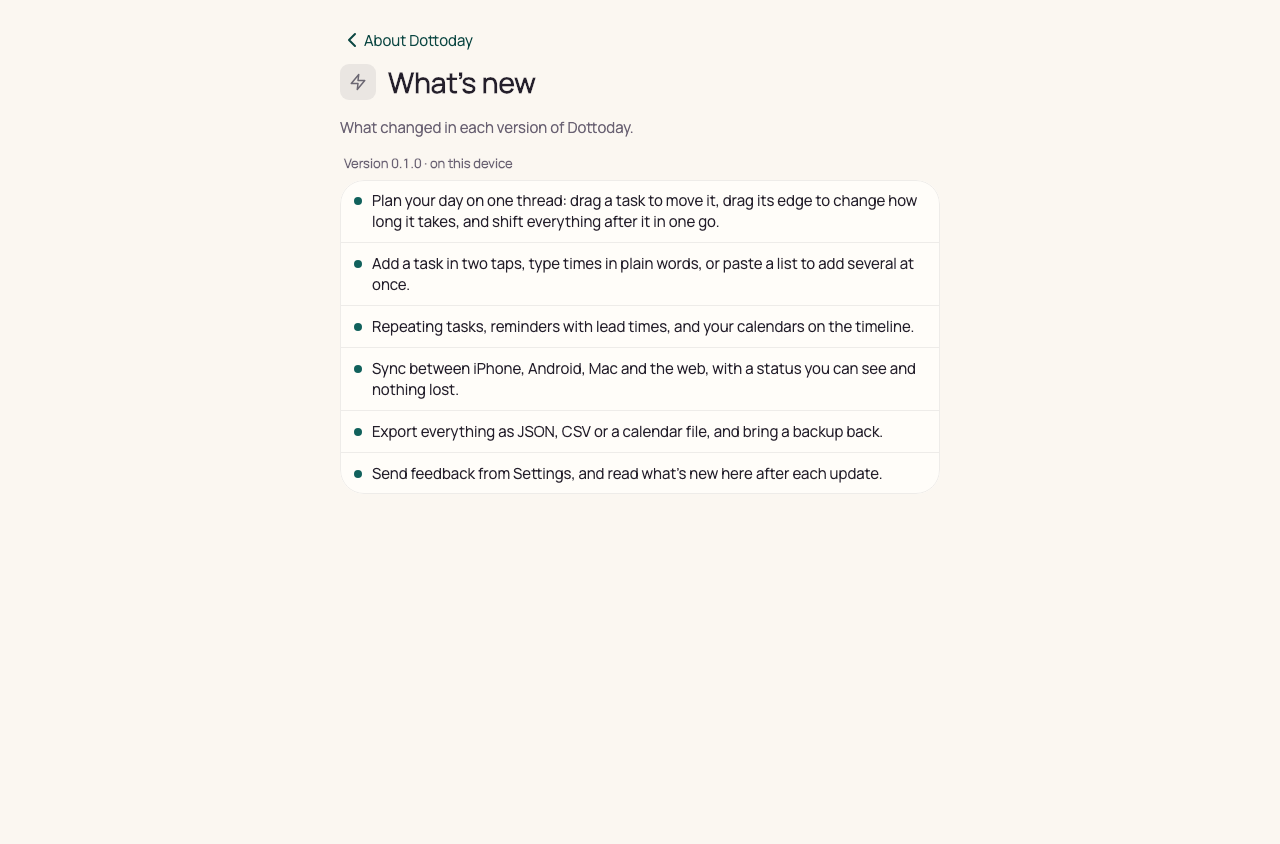 About Dottoday
What's new
What changed in each version of Dottoday.
Version 0.1.0 · on this device
Plan your day on one thread: drag a task to move it, drag its edge to change how
long it takes, and shift everything after it in one go.
Add a task in two taps, type times in plain words, or paste a list to add several at
once.
Repeating tasks, reminders with lead times, and your calendars on the timeline.
Sync between iPhone, Android, Mac and the web, with a status you can see and
nothing lost.
Export everything as JSON, CSV or a calendar file, and bring a backup back.
Send feedback from Settings, and read what's new here after each update.